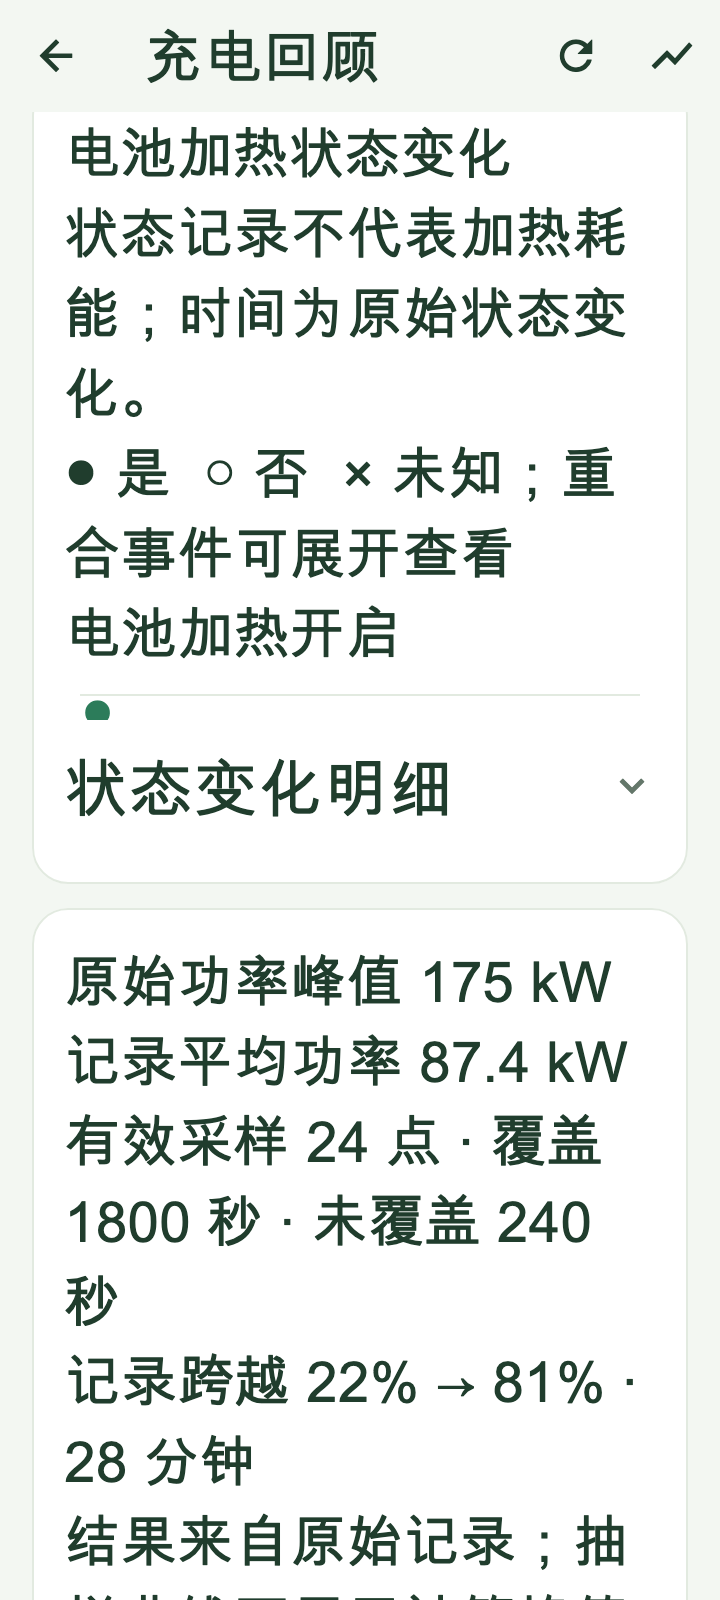 充电回顾
电池加热状态变化
状态记录不代表加热耗
能；时间为原始状态变
化。
● 是 ○ 否 × 未知；重
合事件可展开查看
电池加热开启
状态变化明细
原始功率峰值 175 kW
记录平均功率 87.4 kW
有效采样 24 点 · 覆盖
1800 秒 · 未覆盖 240
秒
记录跨越 22% → 81% ·
28 分钟
结果来自原始记录；抽